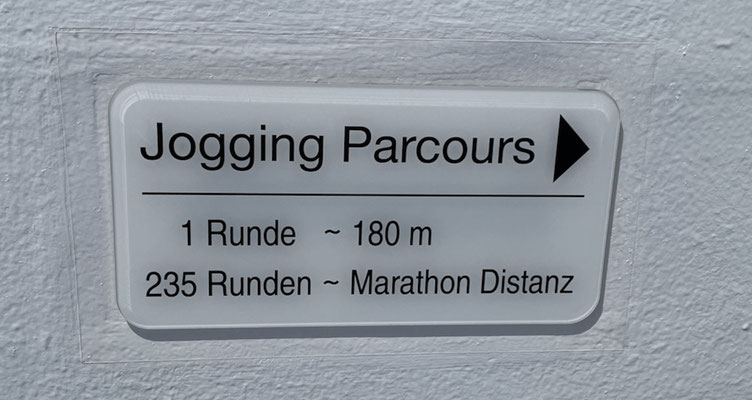 Jogging Parcours
1 Runde ~ 180 m
235 Runden ~ Marathon Distanz